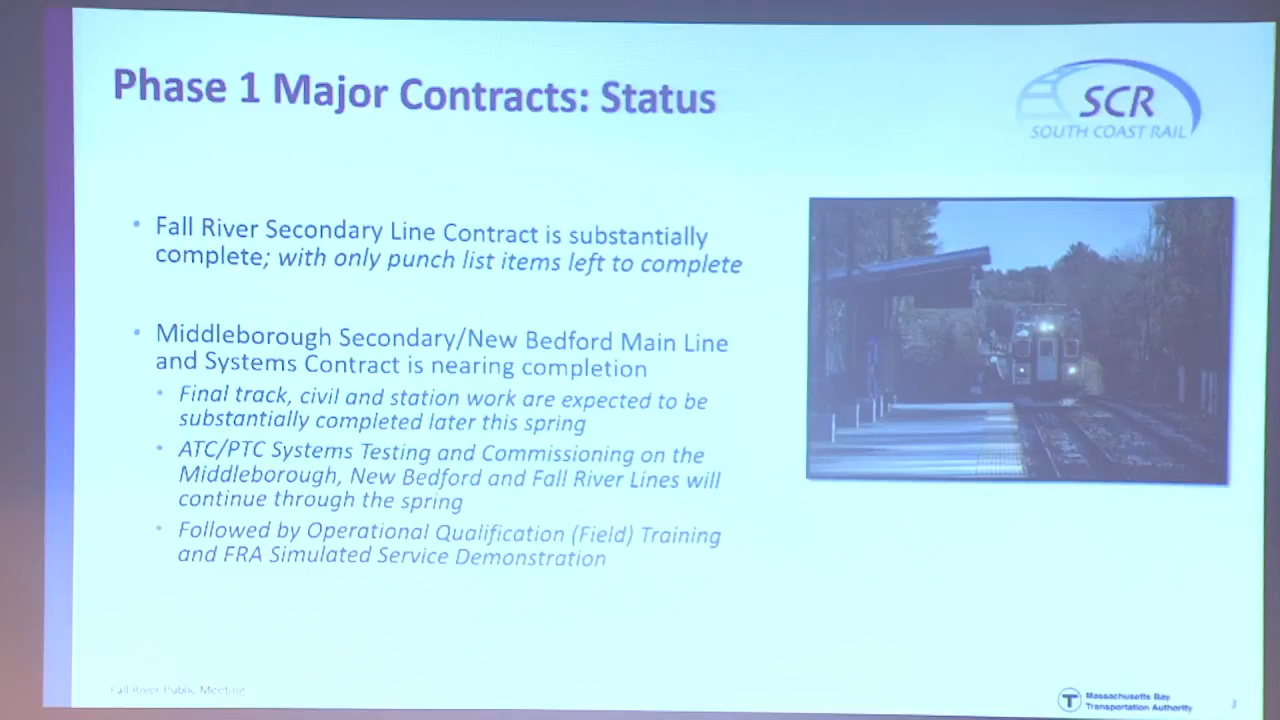 Phase 1 Major Contracts: Status
SCR
SOUTH COAST RAIL
• Fall River Secondary Line Contract is substantially
complete; with only punch list items left to complete
• Middleborough Secondary/New Bedford Main Line
and Systems Contract is nearing completion
• Final track, civil and station work are expected to be
substantially completed later this spring
• ATC/PTC Systems Testing and Commissioning on the
Middleborough, New Bedford and Fall River Lines will
continue through the spring
• Followed by Operational Qualification (Field) Training
and FRA Simulated Service Demonstration
Fall River Public Meeting
T
Massachusetts Bay
Transportation Authority
3